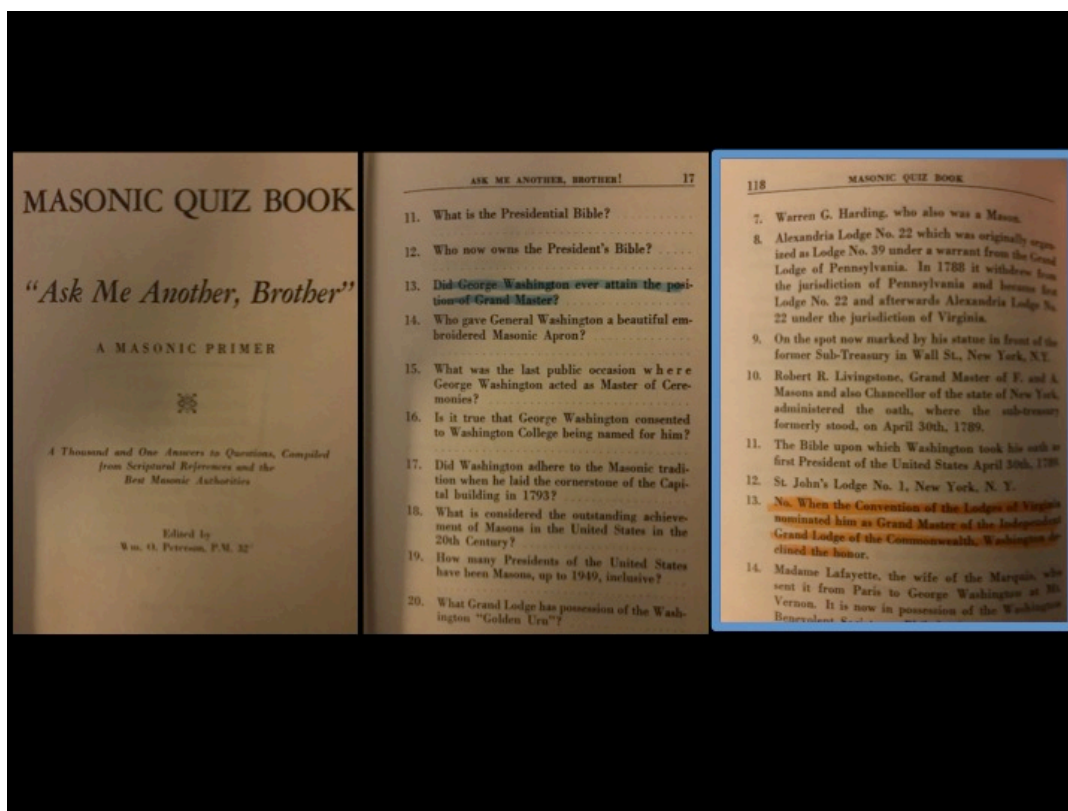 MASONIC QUIZ BOOK
"Ask Me Another, Brother"
A MASONIC PRIMER
A Thousand and One Answers to Questions, Compiled
from Scriptural References and the
Best Masonic Authorities
Edited by
Wm. O. Peterson, P.M. 32°
ASK ME ANOTHER, BROTHER! 17
11. What is the Presidential Bible?
12. Who now owns the President's Bible?
13. Did George Washington ever attain the posi-
tion of Grand Master?
14. Who gave General Washington a beautiful em-
broidered Masonic Apron?
15. What was the last public occasion where
George Washington acted as Master of Cere-
monies?
16. Is it true that George Washington consented
to Washington College being named for him?
17. Did Washington adhere to the Masonic tradi-
tion when he laid the cornerstone of the Capi-
tal building in 1793?
18. What is considered the outstanding achieve-
ment of Masons in the United States in the
20th Century?
19. How many Presidents of the United States
have been Masons, up to 1949, inclusive?
20. What Grand Lodge has possession of the Wash-
ington "Golden Urn"?
118 MASONIC QUIZ BOOK
7. Warren G. Harding, who also was a Mason.
8. Alexandria Lodge No. 22 which was originally organ-
ized as Lodge No. 39 under a warrant from the Grand
Lodge of Pennsylvania. In 1788 it withdrew from
the jurisdiction of Pennsylvania and became first
Lodge No. 22 and afterwards Alexandria Lodge No.
22 under the jurisdiction of Virginia.
9. On the spot now marked by his statue in front of the
former Sub-Treasury in Wall St., New York, N.Y.
10. Robert R. Livingstone, Grand Master of F. and A.
Masons and also Chancellor of the state of New York,
administered the oath, where the sub-treasury
formerly stood, on April 30th, 1789.
11. The Bible upon which Washington took his oath as
first President of the United States April 30th, 1789.
12. St. John's Lodge No. 1, New York, N. Y.
13. No. When the Convention of the Lodges of Virginia
nominated him as Grand Master of the Independent
Grand Lodge of the Commonwealth, Washington de-
clined the honor.
14. Madame Lafayette, the wife of the Marquis, who
sent it from Paris to George Washington at Mt.
Vernon. It is now in possession of the Washington
Benevolent